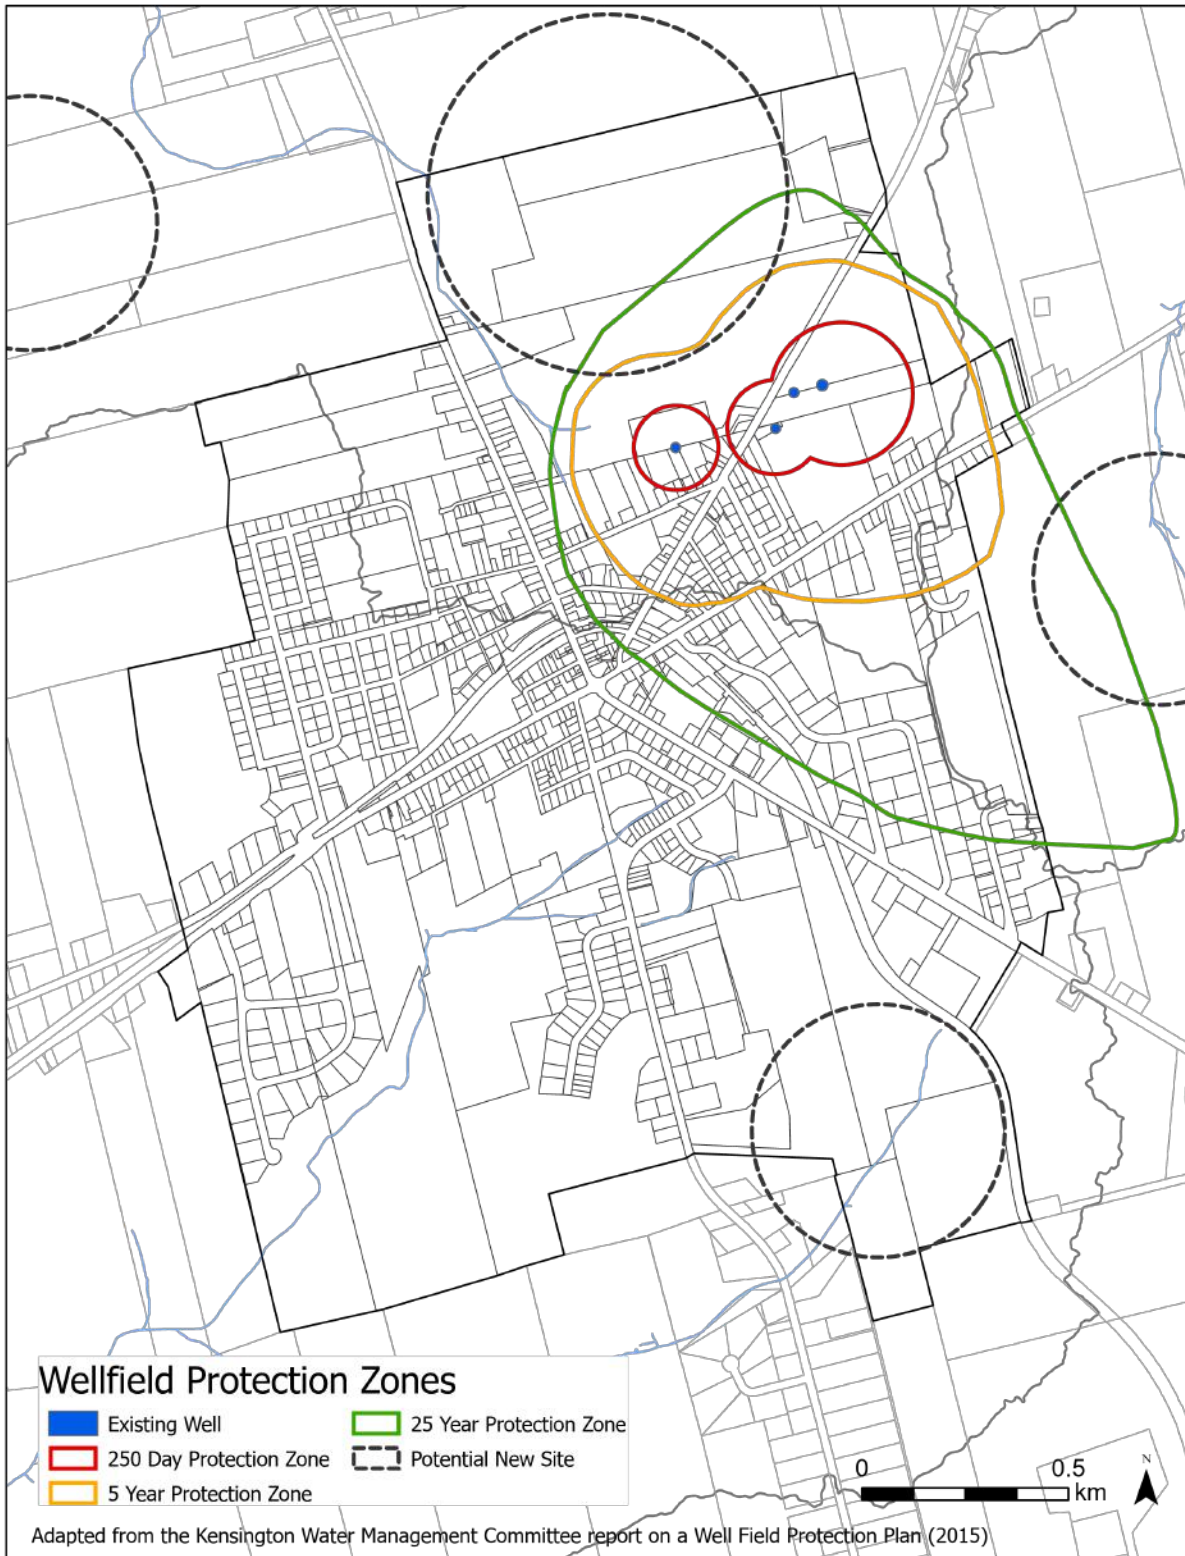 Wellfield Protection Zones
Existing Well
250 Day Protection Zone
5 Year Protection Zone
25 Year Protection Zone
Potential New Site
0 0.5
km
N
Adapted from the Kensington Water Management Committee report on a Well Field Protection Plan (2015)